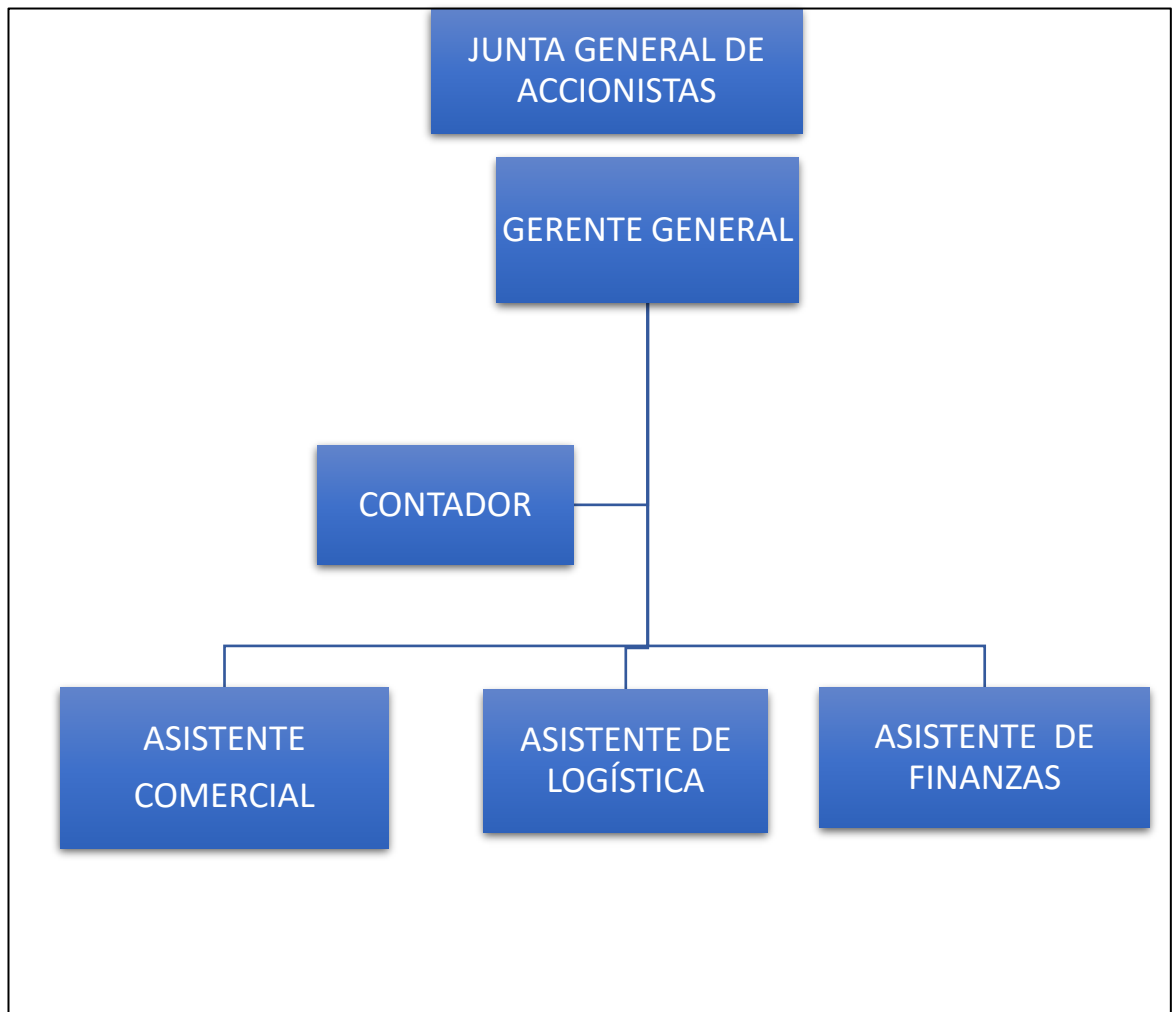 JUNTA GENERAL DE
ACCIONISTAS
GERENTE GENERAL
CONTADOR
ASISTENTE
COMERCIAL
ASISTENTE DE
LOGÍSTICA
ASISTENTE  DE
FINANZAS